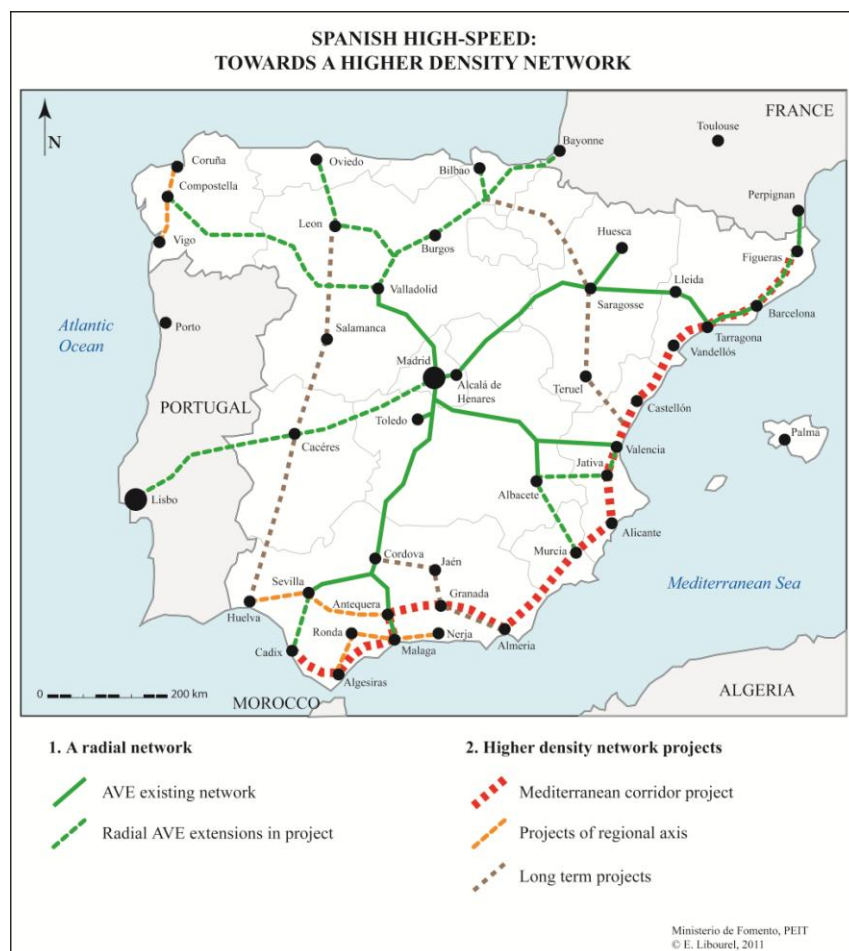 SPANISH HIGH-SPEED:
TOWARDS A HIGHER DENSITY NETWORK
N
FRANCE
Toulouse
Bayonne
Coruña
Oviedo
Bilbao
Compostella
Perpignan
Leon
Huesca
Vigo
Burgos
Figueras
Lleida
Valladolid
Saragosse
Barcelona
Atlantic
Ocean
Porto
Salamanca
Tarragona
Vandellós
Madrid
Alcalá de
Henares
Teruel
PORTUGAL
Castellón
Toledo
Palma
Cacéres
Valencia
Jativa
Lisbo
Albacete
Alicante
Murcia
Cordova
Jaén
Mediterranean Sea
Sevilla
Granada
Antequera
Huelva
Ronda
Nerja
Almeria
Cadix
Malaga
Algesiras
0
200 km
MOROCCO
ALGERIA
1. A radial network
AVE existing network
Radial AVE extensions in project
2. Higher density network projects
Mediterranean corridor project
Projects of regional axis
Long term projects
Ministerio de Fomento, PEIT
© E. Libourel, 2011